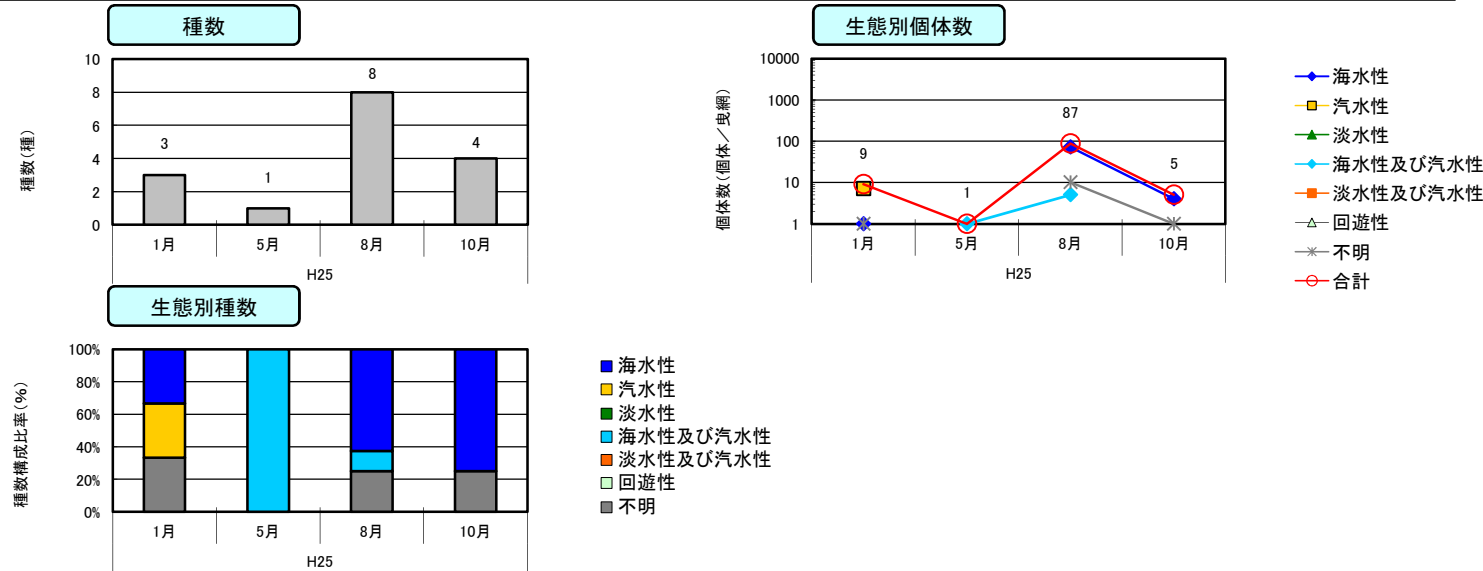 種数
10
8
6
4
2
0
種数(種)
3
1
8
4
1月
5月
8月
10月
H25
生態別個体数
10000
1000
100
10
1
個体数(個体／曳網)
9
1
87
5
1月
5月
8月
10月
H25
海水性
汽水性
淡水性
海水性及び汽水性
淡水性及び汽水性
回遊性
不明
合計
生態別種数
100%
80%
60%
40%
20%
0%
種数構成比率(%)
1月
5月
8月
10月
H25
海水性
汽水性
淡水性
海水性及び汽水性
淡水性及び汽水性
回遊性
不明